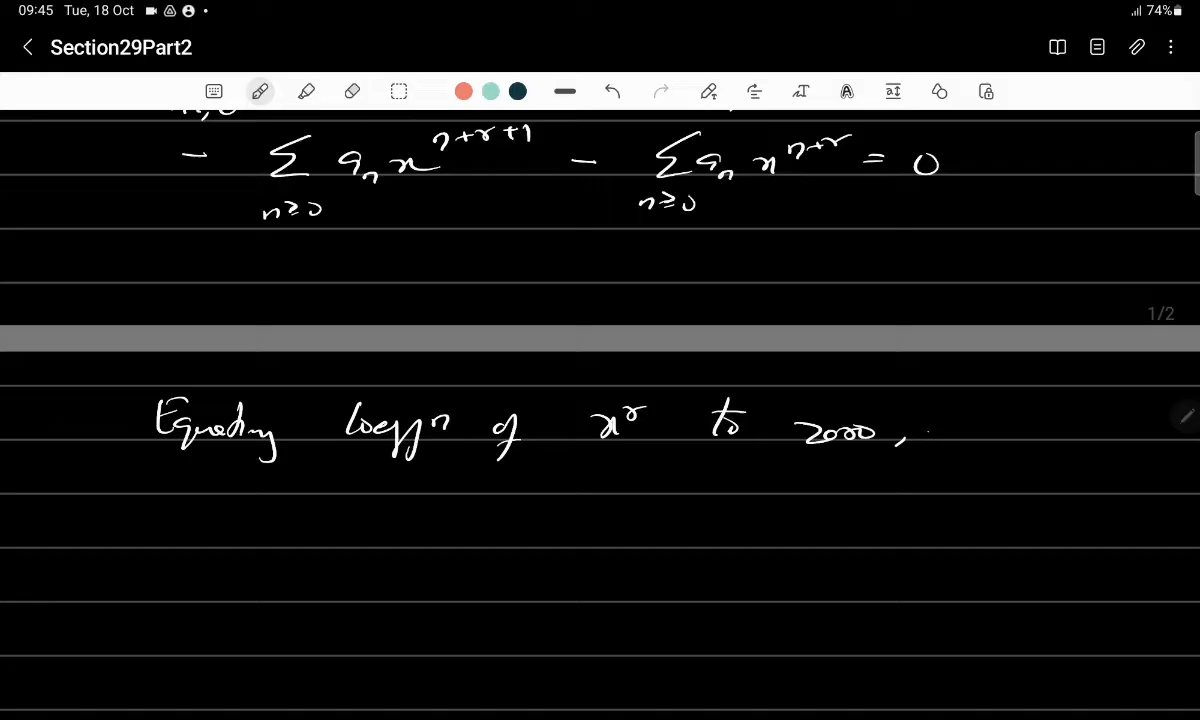 09:45 Tue, 18 Oct 74%
Section29Part2
- ∑ aₙ x^(n+r+1) - ∑ aₙ x^(n+r) = 0
n≥0 n≥0
1/2
Equating coeffn of x^r to zero,